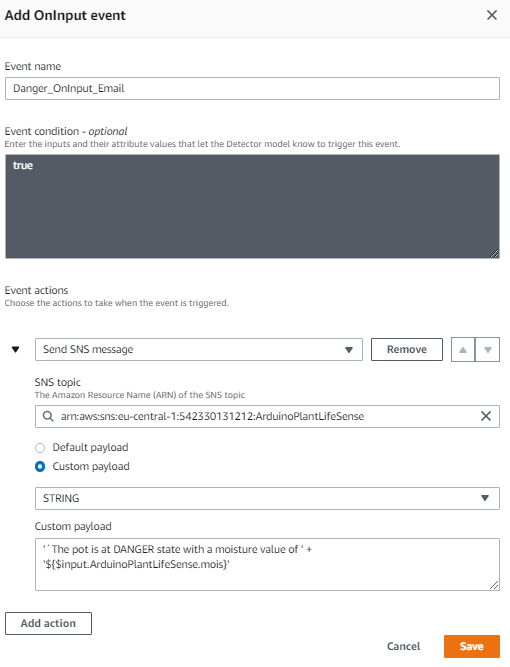 Add OnInput event
Event name
Danger_OnInput_Email
Event condition - optional
Enter the inputs and their attribute values that let the Detector model know to trigger this event.
true
Event actions
Choose the actions to take when the event is triggered.
Send SNS message
Remove
SNS topic
The Amazon Resource Name (ARN) of the SNS topic
arn:aws:sns:eu-central-1:542330131212:ArduinoPlantLifeSense
Default payload
Custom payload
STRING
Custom payload
'´The pot is at DANGER state with a moisture value of ' +
'${$input.ArduinoPlantLifeSense.mois}'
Add action
Cancel
Save